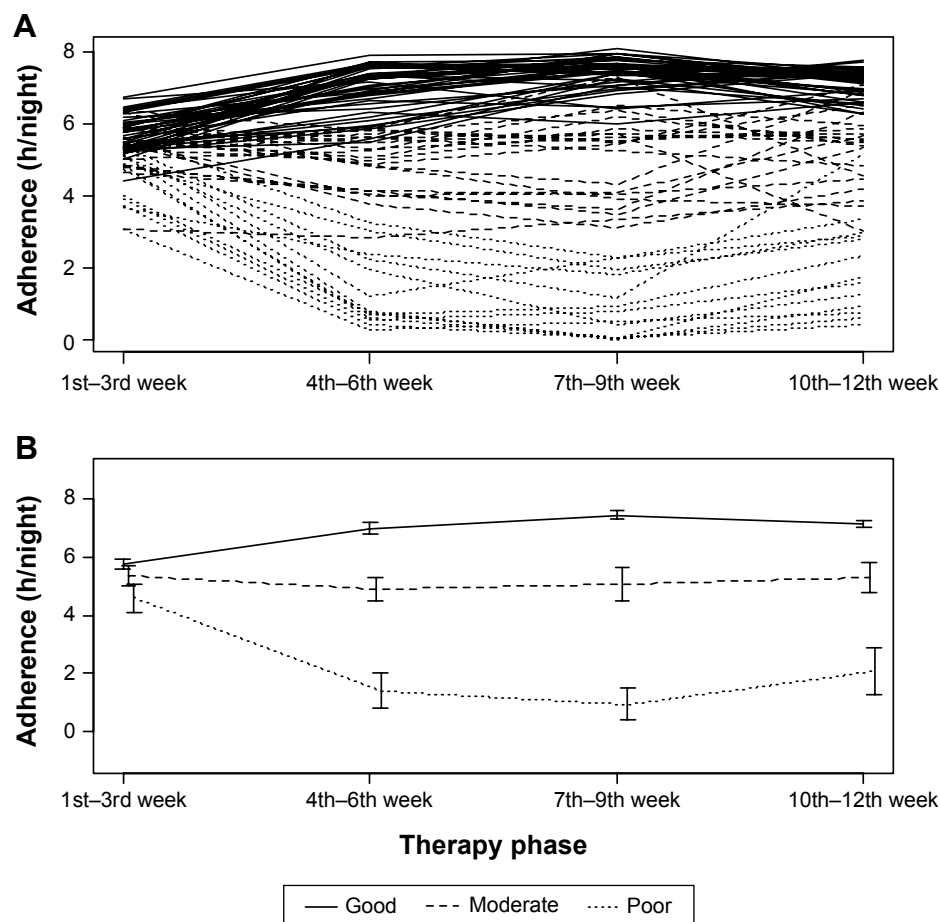 A
Adherence (h/night)
8
6
4
2
0
1st–3rd week 4th–6th week 7th–9th week 10th–12th week
B
Adherence (h/night)
8
6
4
2
0
1st–3rd week 4th–6th week 7th–9th week 10th–12th week
Therapy phase
Good Moderate Poor